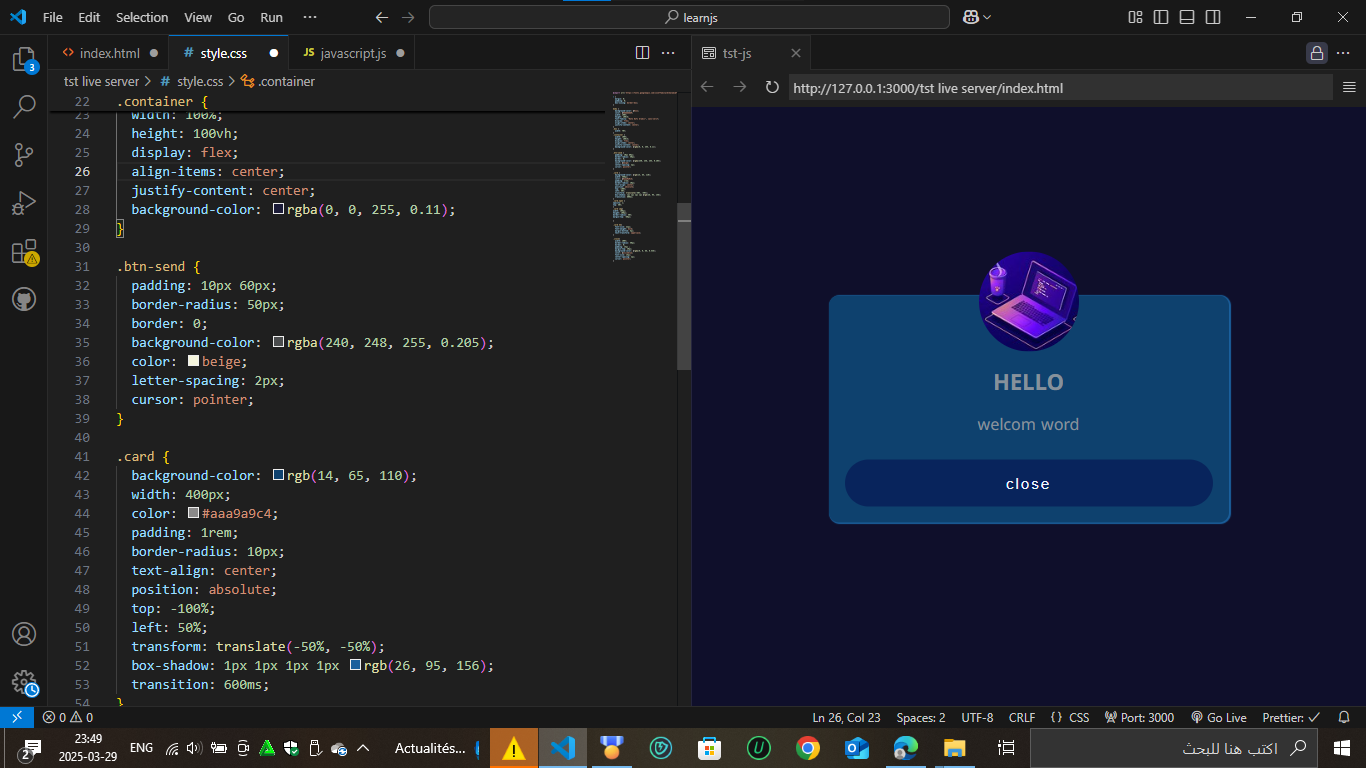 File Edit Selection View Go Run ··· learnjs
index.html style.css javascript.js
tst live server > style.css > .container
22 .container {
23 width: 100%;
24 height: 100vh;
25 display: flex;
26 align-items: center;
27 justify-content: center;
28 background-color: rgba(0, 0, 255, 0.11);
29 }
30
31 .btn-send {
32 padding: 10px 60px;
33 border-radius: 50px;
34 border: 0;
35 background-color: rgba(240, 248, 255, 0.205);
36 color: beige;
37 letter-spacing: 2px;
38 cursor: pointer;
39 }
40
41 .card {
42 background-color: rgb(14, 65, 110);
43 width: 400px;
44 color: #aaa9a9c4;
45 padding: 1rem;
46 border-radius: 10px;
47 text-align: center;
48 position: absolute;
49 top: -100%;
50 left: 50%;
51 transform: translate(-50%, -50%);
52 box-shadow: 1px 1px 1px 1px rgb(26, 95, 156);
53 transition: 600ms;
54 }
tst-js
http://127.0.0.1:3000/tst live server/index.html
HELLO
welcom word
close
3
0 0 Ln 26, Col 23 Spaces: 2 UTF-8 CRLF {} CSS Port: 3000 Go Live Prettier: ✓
2
23:49
2025-03-29
ENG
Actualités...
اكتب هنا للبحث